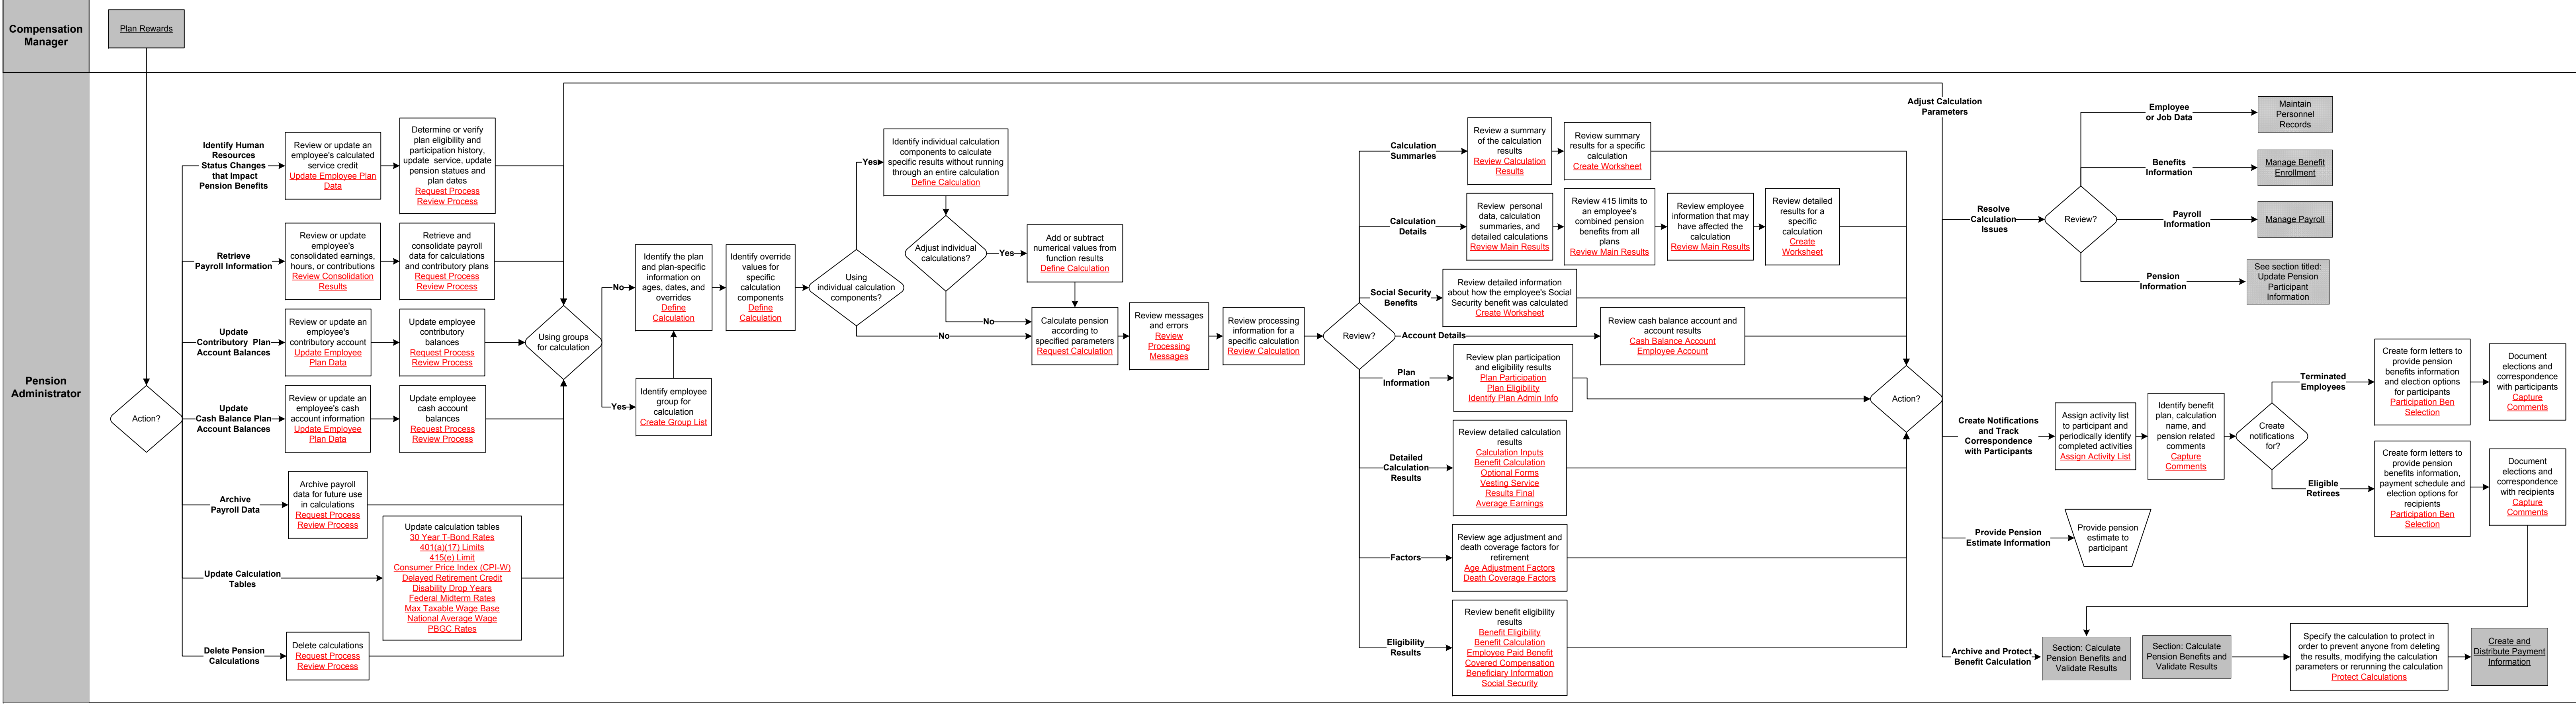 Compensation
Manager
Plan Rewards
Pension
Administrator
Action?
Identify Human
Resources
Status Changes
that Impact
Pension Benefits
Review or update an
employee's calculated
service credit
Update Employee Plan
Data
Determine or verify
plan eligibility and
participation history,
update  service, update
pension statues and
plan dates
Request Process
Review Process
Retrieve
Payroll Information
Review or update
employee's
consolidated earnings,
hours, or contributions
Review Consolidation
Results
Retrieve and
consolidate payroll
data for calculations
and contributory plans
Request Process
Review Process
Update
Contributory  Plan
Account Balances
Review or update an
employee's
contributory account
Update Employee
Plan Data
Update employee
contributory
balances
Request Process
Review Process
Update
Cash Balance Plan
Account Balances
Review or update an
employee's cash
account information
Update Employee
Plan Data
Update employee
cash account
balances
Request Process
Review Process
Archive
Payroll Data
Archive payroll
data for future use
in calculations
Request Process
Review Process
Update Calculation
Tables
Update calculation tables
30 Year T-Bond Rates
401(a)(17) Limits
415(e) Limit
Consumer Price Index (CPI-W)
Delayed Retirement Credit
Disability Drop Years
Federal Midterm Rates
Max Taxable Wage Base
National Average Wage
PBGC Rates
Delete Pension
Calculations
Delete calculations
Request Process
Review Process
Using groups
for calculation
No
Yes
Identify the plan
and plan-specific
information on
ages, dates, and
overrides
Define
Calculation
Identify employee
group for
calculation
Create Group List
Identify override
values for
specific
calculation
components
Define
Calculation
Using
individual calculation
components?
Yes
No
Identify individual calculation
components to calculate
specific results without running
through an entire calculation
Define Calculation
Adjust individual
calculations?
Yes
No
Add or subtract
numerical values from
function results
Define Calculation
Calculate pension
according to
specified parameters
Request Calculation
Review messages
and errors
Review
Processing
Messages
Review processing
information for a
specific calculation
Review Calculation
Review?
Calculation
Summaries
Review a summary
of the calculation
results
Review Calculation
Results
Review summary
results for a specific
calculation
Create Worksheet
Calculation
Details
Review  personal
data, calculation
summaries, and
detailed calculations
Review Main Results
Review 415 limits to
an employee's
combined pension
benefits from all
plans
Review Main Results
Review employee
information that may
have affected the
calculation
Review Main Results
Review detailed
results for a
specific
calculation
Create
Worksheet
Social Security
Benefits
Review detailed information
about how the employee's Social
Security benefit was calculated
Create Worksheet
Account Details
Review cash balance account and
account results
Cash Balance Account
Employee Account
Plan
Information
Review plan participation
and eligibility results
Plan Participation
Plan Eligibility
Identify Plan Admin Info
Detailed
Calculation
Results
Review detailed calculation
results
Calculation Inputs
Benefit Calculation
Optional Forms
Vesting Service
Results Final
Average Earnings
Factors
Review age adjustment and
death coverage factors for
retirement
Age Adjustment Factors
Death Coverage Factors
Eligibility
Results
Review benefit eligibility
results
Benefit Eligibility
Benefit Calculation
Employee Paid Benefit
Covered Compensation
Beneficiary Information
Social Security
Action?
Adjust Calculation
Parameters
Resolve
Calculation
Issues
Review?
Employee
or Job Data
Maintain
Personnel
Records
Benefits
Information
Manage Benefit
Enrollment
Payroll
Information
Manage Payroll
Pension
Information
See section titled:
Update Pension
Participant
Information
Create Notifications
and Track
Correspondence
with Participants
Assign activity list
to participant and
periodically identify
completed activities
Assign Activity List
Identify benefit
plan, calculation
name, and
pension related
comments
Capture
Comments
Create
notifications
for?
Terminated
Employees
Create form letters to
provide pension
benefits information
and election options
for participants
Participation Ben
Selection
Document
elections and
correspondence
with participants
Capture
Comments
Eligible
Retirees
Create form letters to
provide pension
benefits information,
payment schedule and
election options for
recipients
Participation Ben
Selection
Document
elections and
correspondence
with recipients
Capture
Comments
Provide Pension
Estimate Information
Provide pension
estimate to
participant
Archive and Protect
Benefit Calculation
Section: Calculate
Pension Benefits and
Validate Results
Section: Calculate
Pension Benefits and
Validate Results
Specify the calculation to protect in
order to prevent anyone from deleting
the results, modifying the calculation
parameters or rerunning the calculation
Protect Calculations
Create and
Distribute Payment
Information